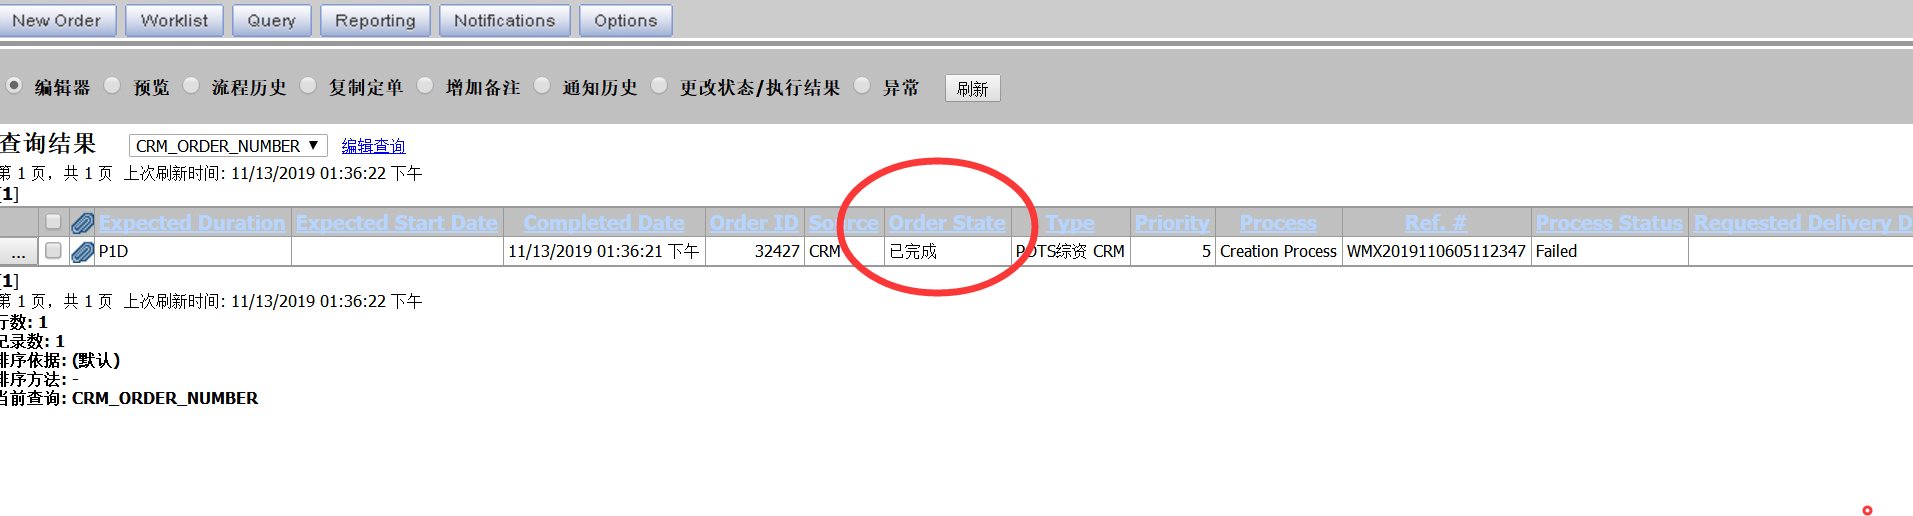 New Order Worklist Query Reporting Notifications Options
编辑器 预览 流程历史 复制定单 增加备注 通知历史 更改状态/执行结果 异常 刷新
查询结果 CRM_ORDER_NUMBER ▼ 编辑查询
第 1 页，共 1 页 上次刷新时间: 11/13/2019 01:36:22 下午
[1]
Expected Duration Expected Start Date Completed Date Order ID Source Order State Type Priority Process Ref. # Process Status Requested Delivery D
... P1D 11/13/2019 01:36:21 下午 32427 CRM 已完成 POTS综资 CRM 5 Creation Process WMX2019110605112347 Failed
[1]
第 1 页，共 1 页 上次刷新时间: 11/13/2019 01:36:22 下午
行数: 1
记录数: 1
排序依据: (默认)
排序方法: -
当前查询: CRM_ORDER_NUMBER